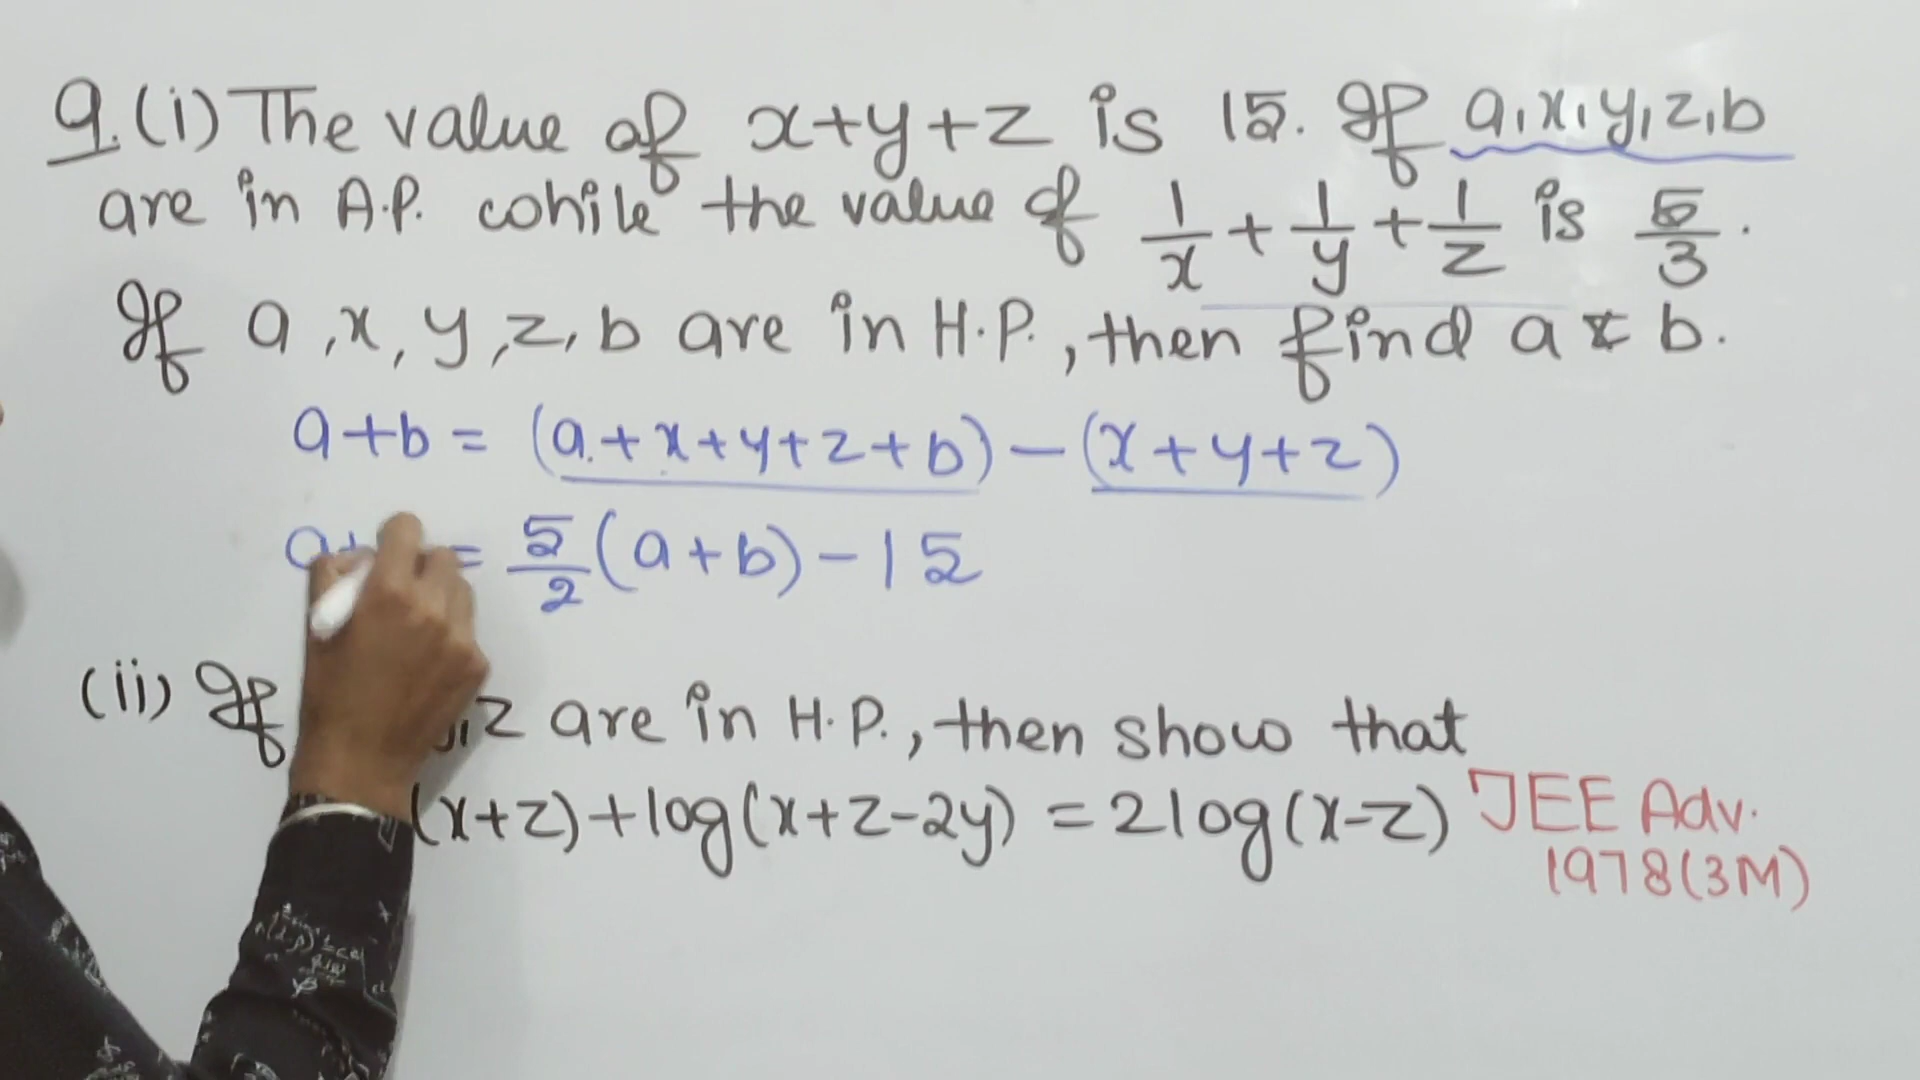 Q.(i) The value of x+y+z is 15. If a,x,y,z,b
are in A.P. while the value of 1/x + 1/y + 1/z is 5/3.
If a, x, y, z, b are in H.P., then find a & b.
a+b = (a+x+y+z+b) - (x+y+z)
= 5/2 (a+b) - 15
(ii) If z are in H.P., then show that
(x+z)+log(x+z-2y) = 2log(x-z) JEE Adv.
1978(3M)